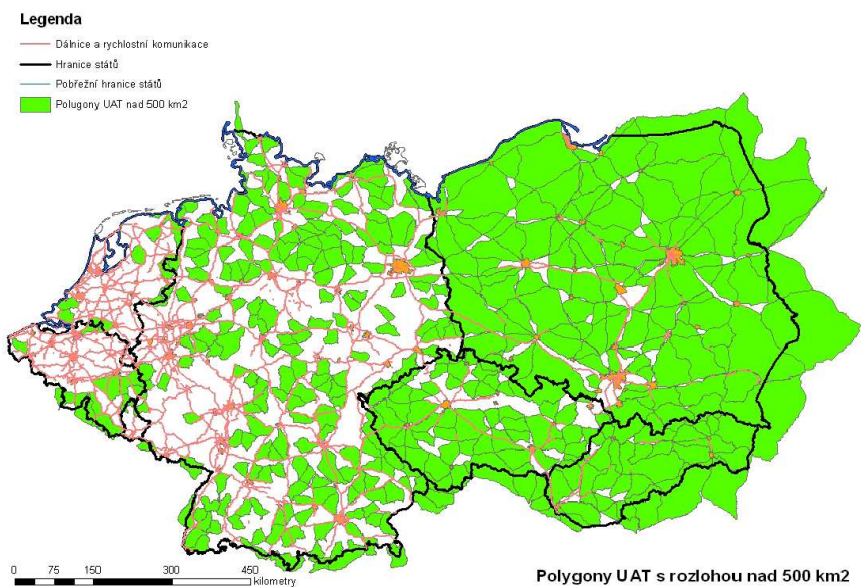 Legenda
Dálnice a rychlostní komunikace
Hranice států
Pobřežní hranice států
Polygony UAT nad 500 km2
0 75 150 300 450
kilometry
Polygony UAT s rozlohou nad 500 km2